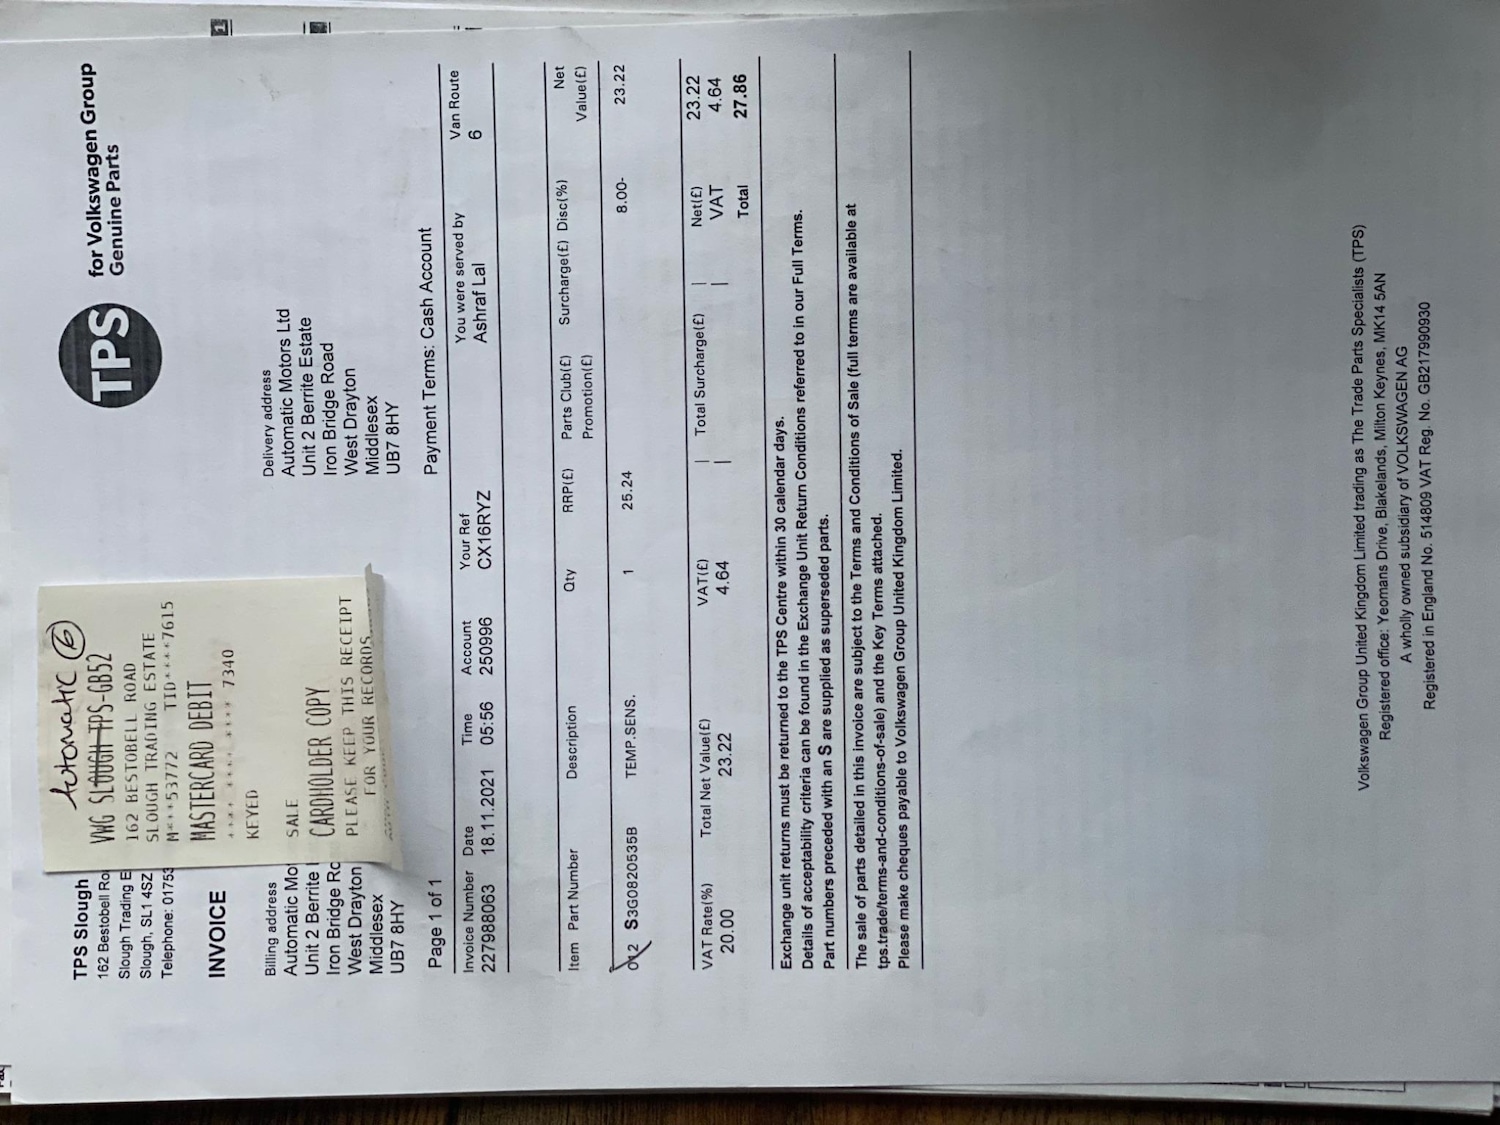 TPS
for Volkswagen Group
Genuine Parts
Automatic 6
VWG SLOUGH TPS-GB52
162 BESTOBELL ROAD
SLOUGH TRADING ESTATE
M***53772 TID****7615
MASTERCARD DEBIT
**** **** **** 7340
KEYED
SALE
CARDHOLDER COPY
PLEASE KEEP THIS RECEIPT
FOR YOUR RECORDS
TPS Slough
162 Bestobell Ro
Slough Trading E
Slough, SL1 4SZ
Telephone: 01753
INVOICE
Billing address
Automatic Mo
Unit 2 Berrite
Iron Bridge Ro
West Drayton
Middlesex
UB7 8HY
Delivery address
Automatic Motors Ltd
Unit 2 Berrite Estate
Iron Bridge Road
West Drayton
Middlesex
UB7 8HY
Page 1 of 1 Payment Terms: Cash Account
Invoice Number Date Time Account Your Ref You were served by Van Route
227988063 18.11.2021 05:56 250996 CX16RYZ Ashraf Lal 6
Item Part Number Description Qty RRP(£) Parts Club(£) Surcharge(£) Disc(%) Net
Promotion(£) Value(£)
S3G0820535B TEMP.SENS. 1 25.24 8.00- 23.22
VAT Rate(%) Total Net Value(£) VAT(£) | Total Surcharge(£) | Net(£) 23.22
20.00 23.22 4.64 | | VAT 4.64
Total 27.86
Exchange unit returns must be returned to the TPS Centre within 30 calendar days.
Details of acceptability criteria can be found in the Exchange Unit Return Conditions referred to in our Full Terms.
Part numbers preceded with an S are supplied as superseded parts.
The sale of parts detailed in this invoice are subject to the Terms and Conditions of Sale (full terms are available at
tps.trade/terms-and-conditions-of-sale) and the Key Terms attached.
Please make cheques payable to Volkswagen Group United Kingdom Limited.
Volkswagen Group United Kingdom Limited trading as The Trade Parts Specialists (TPS)
Registered office: Yeomans Drive, Blakelands, Milton Keynes, MK14 5AN
A wholly owned subsidiary of VOLKSWAGEN AG
Registered in England No. 514809 VAT Reg. No. GB217990930